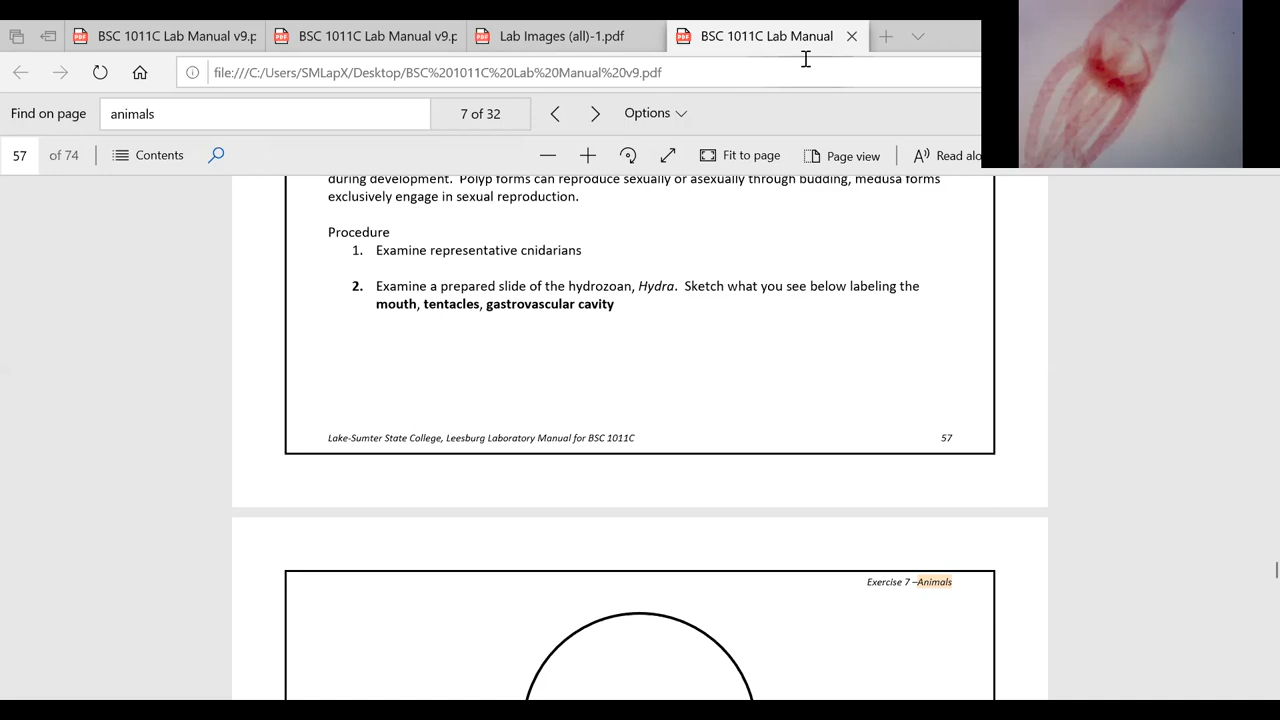 BSC 1011C Lab Manual v9.p
BSC 1011C Lab Manual v9.p
Lab Images (all)-1.pdf
BSC 1011C Lab Manual
file:///C:/Users/SMLapX/Desktop/BSC%201011C%20Lab%20Manual%20v9.pdf
Find on page
animals
7 of 32
Options
57
of 74
Contents
Fit to page
Page view
Read alo
during development. Polyp forms can reproduce sexually or asexually through budding, medusa forms
exclusively engage in sexual reproduction.
Procedure
1. Examine representative cnidarians
2. Examine a prepared slide of the hydrozoan, Hydra. Sketch what you see below labeling the
mouth, tentacles, gastrovascular cavity
Lake-Sumter State College, Leesburg Laboratory Manual for BSC 1011C
57
Exercise 7 –Animals